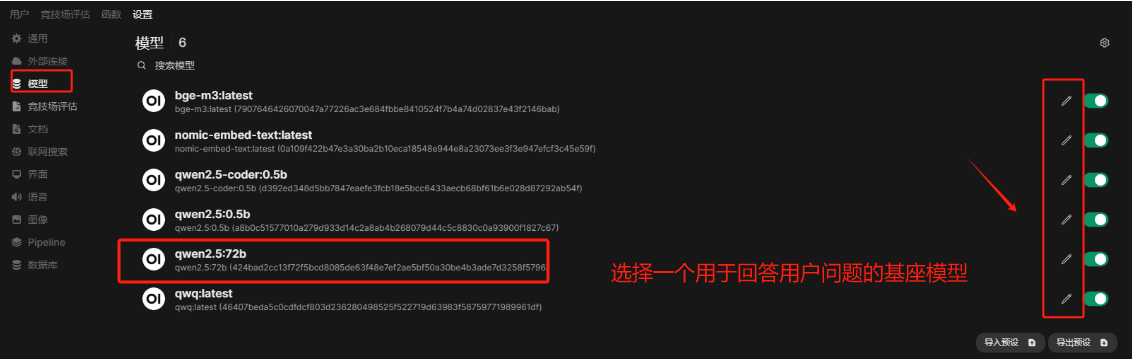 用户 竞技场评估 函数 设置
通用
外部连接
模型
竞技场评估
文档
联网搜索
界面
语音
图像
Pipeline
数据库
模型 6
搜索模型
bge-m3:latest
bge-m3:latest (7907646426070047a77226ac3e684fbbe8410524f7b4a74d02837e43f2146bab)
nomic-embed-text:latest
nomic-embed-text:latest (0a109f422b47e3a30ba2b10eca18548e944e8a23073ee3f3e947efcf3c45e59f)
qwen2.5-coder:0.5b
qwen2.5-coder:0.5b (d392ed348d5bb7847eaefe3fcb18e5bcc6433aecb68bf61b6e028d87292ab54f)
qwen2.5:0.5b
qwen2.5:0.5b (a8b0c51577010a279d933d14c2a8ab4b268079d44c5c8830c0a93900f1827c67)
qwen2.5:72b
qwen2.5:72b (424bad2cc13f72f5bcd8085de63f48e7ef2ae5bf50a30be4b3ade7d3258f5796
选择一个用于回答用户问题的基座模型
qwq:latest
qwq:latest (46407beda5c0cdfdcf803d236280498525f522719d63983f58759771989961df)
导入预设 导出预设